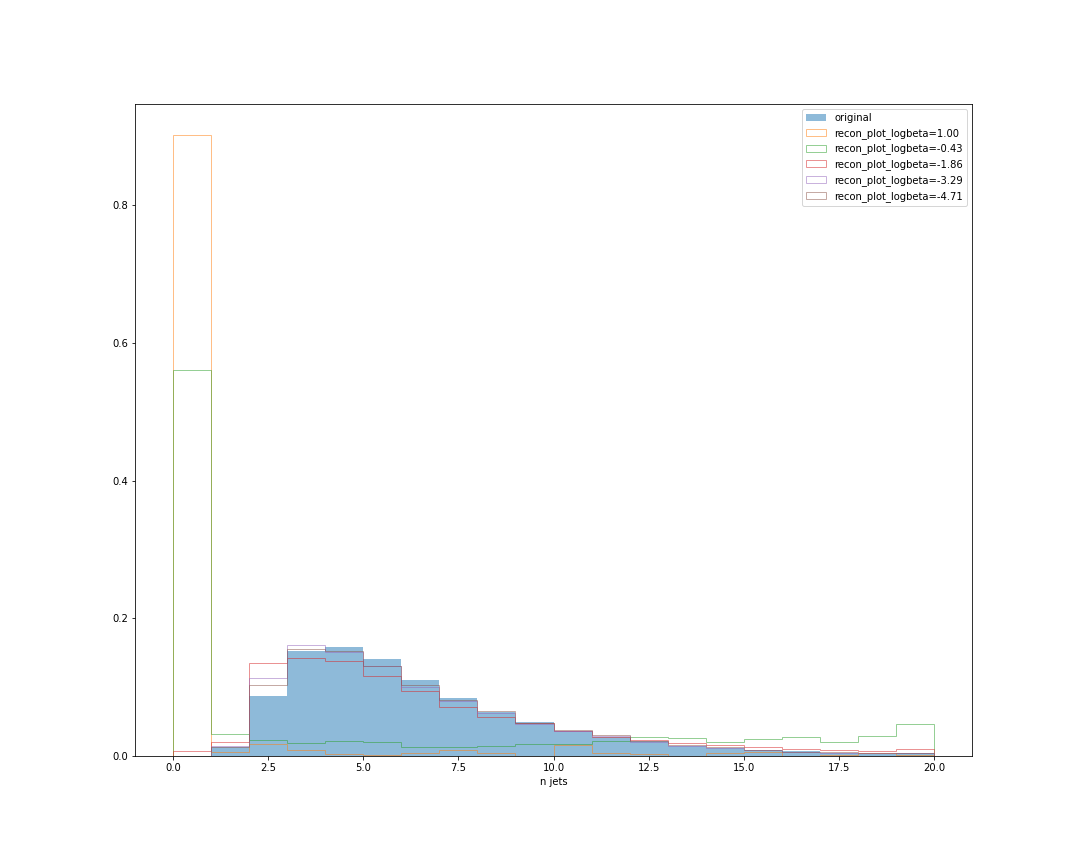 original
recon_plot_logbeta=1.00
recon_plot_logbeta=-0.43
recon_plot_logbeta=-1.86
recon_plot_logbeta=-3.29
recon_plot_logbeta=-4.71
0.8
0.6
0.4
0.2
0.0
0.0 2.5 5.0 7.5 10.0 12.5 15.0 17.5 20.0
n jets